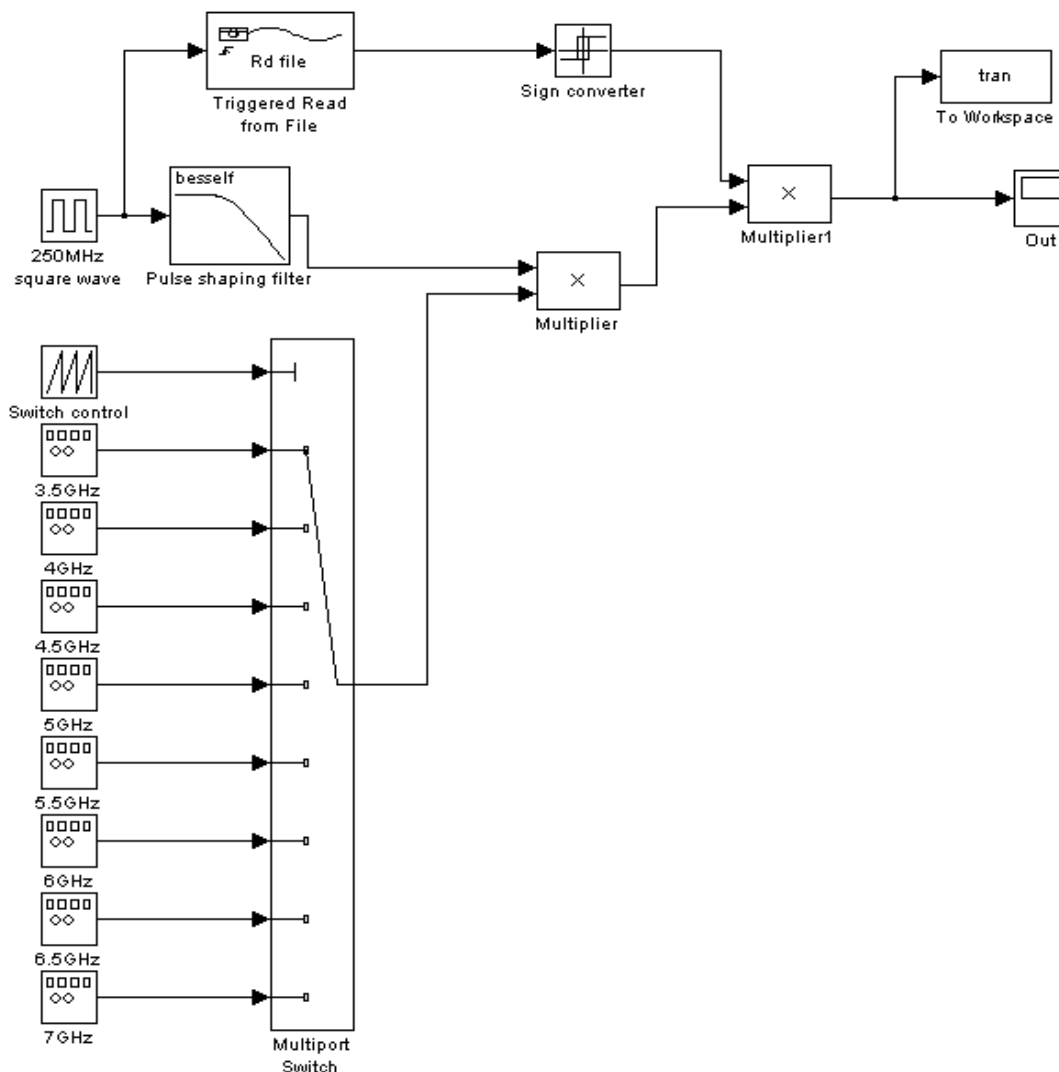 Rd file
Triggered Read
from File
Sign converter
tran
To Workspace
besself
250MHz
square wave
Pulse shaping filter
Multiplier
Multiplier1
Out
Switch control
3.5GHz
4GHz
4.5GHz
5GHz
5.5GHz
6GHz
6.5GHz
7GHz
Multiport
Switch